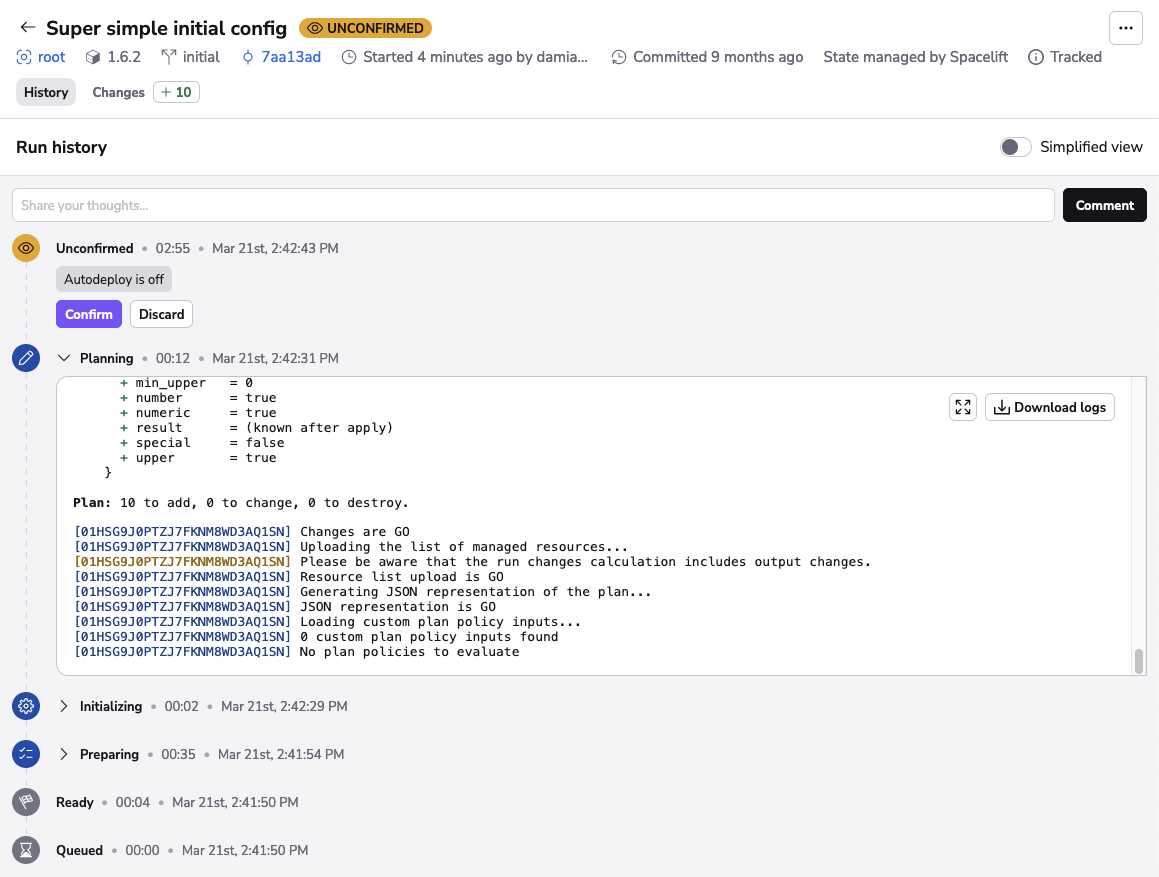 Super simple initial config UNCONFIRMED
root 1.6.2 initial 7aa13ad Started 4 minutes ago by damia... Committed 9 months ago State managed by Spacelift Tracked
History Changes + 10
Run history Simplified view
Share your thoughts... Comment
Unconfirmed • 02:55 • Mar 21st, 2:42:43 PM
Autodeploy is off
Confirm Discard
Planning • 00:12 • Mar 21st, 2:42:31 PM
+ min_upper = 0
+ number = true
+ numeric = true
+ result = (known after apply)
+ special = false
+ upper = true
}
Download logs
Plan: 10 to add, 0 to change, 0 to destroy.
[01HSG9J0PTZJ7FKNM8WD3AQ1SN] Changes are GO
[01HSG9J0PTZJ7FKNM8WD3AQ1SN] Uploading the list of managed resources...
[01HSG9J0PTZJ7FKNM8WD3AQ1SN] Please be aware that the run changes calculation includes output changes.
[01HSG9J0PTZJ7FKNM8WD3AQ1SN] Resource list upload is GO
[01HSG9J0PTZJ7FKNM8WD3AQ1SN] Generating JSON representation of the plan...
[01HSG9J0PTZJ7FKNM8WD3AQ1SN] JSON representation is GO
[01HSG9J0PTZJ7FKNM8WD3AQ1SN] Loading custom plan policy inputs...
[01HSG9J0PTZJ7FKNM8WD3AQ1SN] 0 custom plan policy inputs found
[01HSG9J0PTZJ7FKNM8WD3AQ1SN] No plan policies to evaluate
Initializing • 00:02 • Mar 21st, 2:42:29 PM
Preparing • 00:35 • Mar 21st, 2:41:54 PM
Ready • 00:04 • Mar 21st, 2:41:50 PM
Queued • 00:00 • Mar 21st, 2:41:50 PM